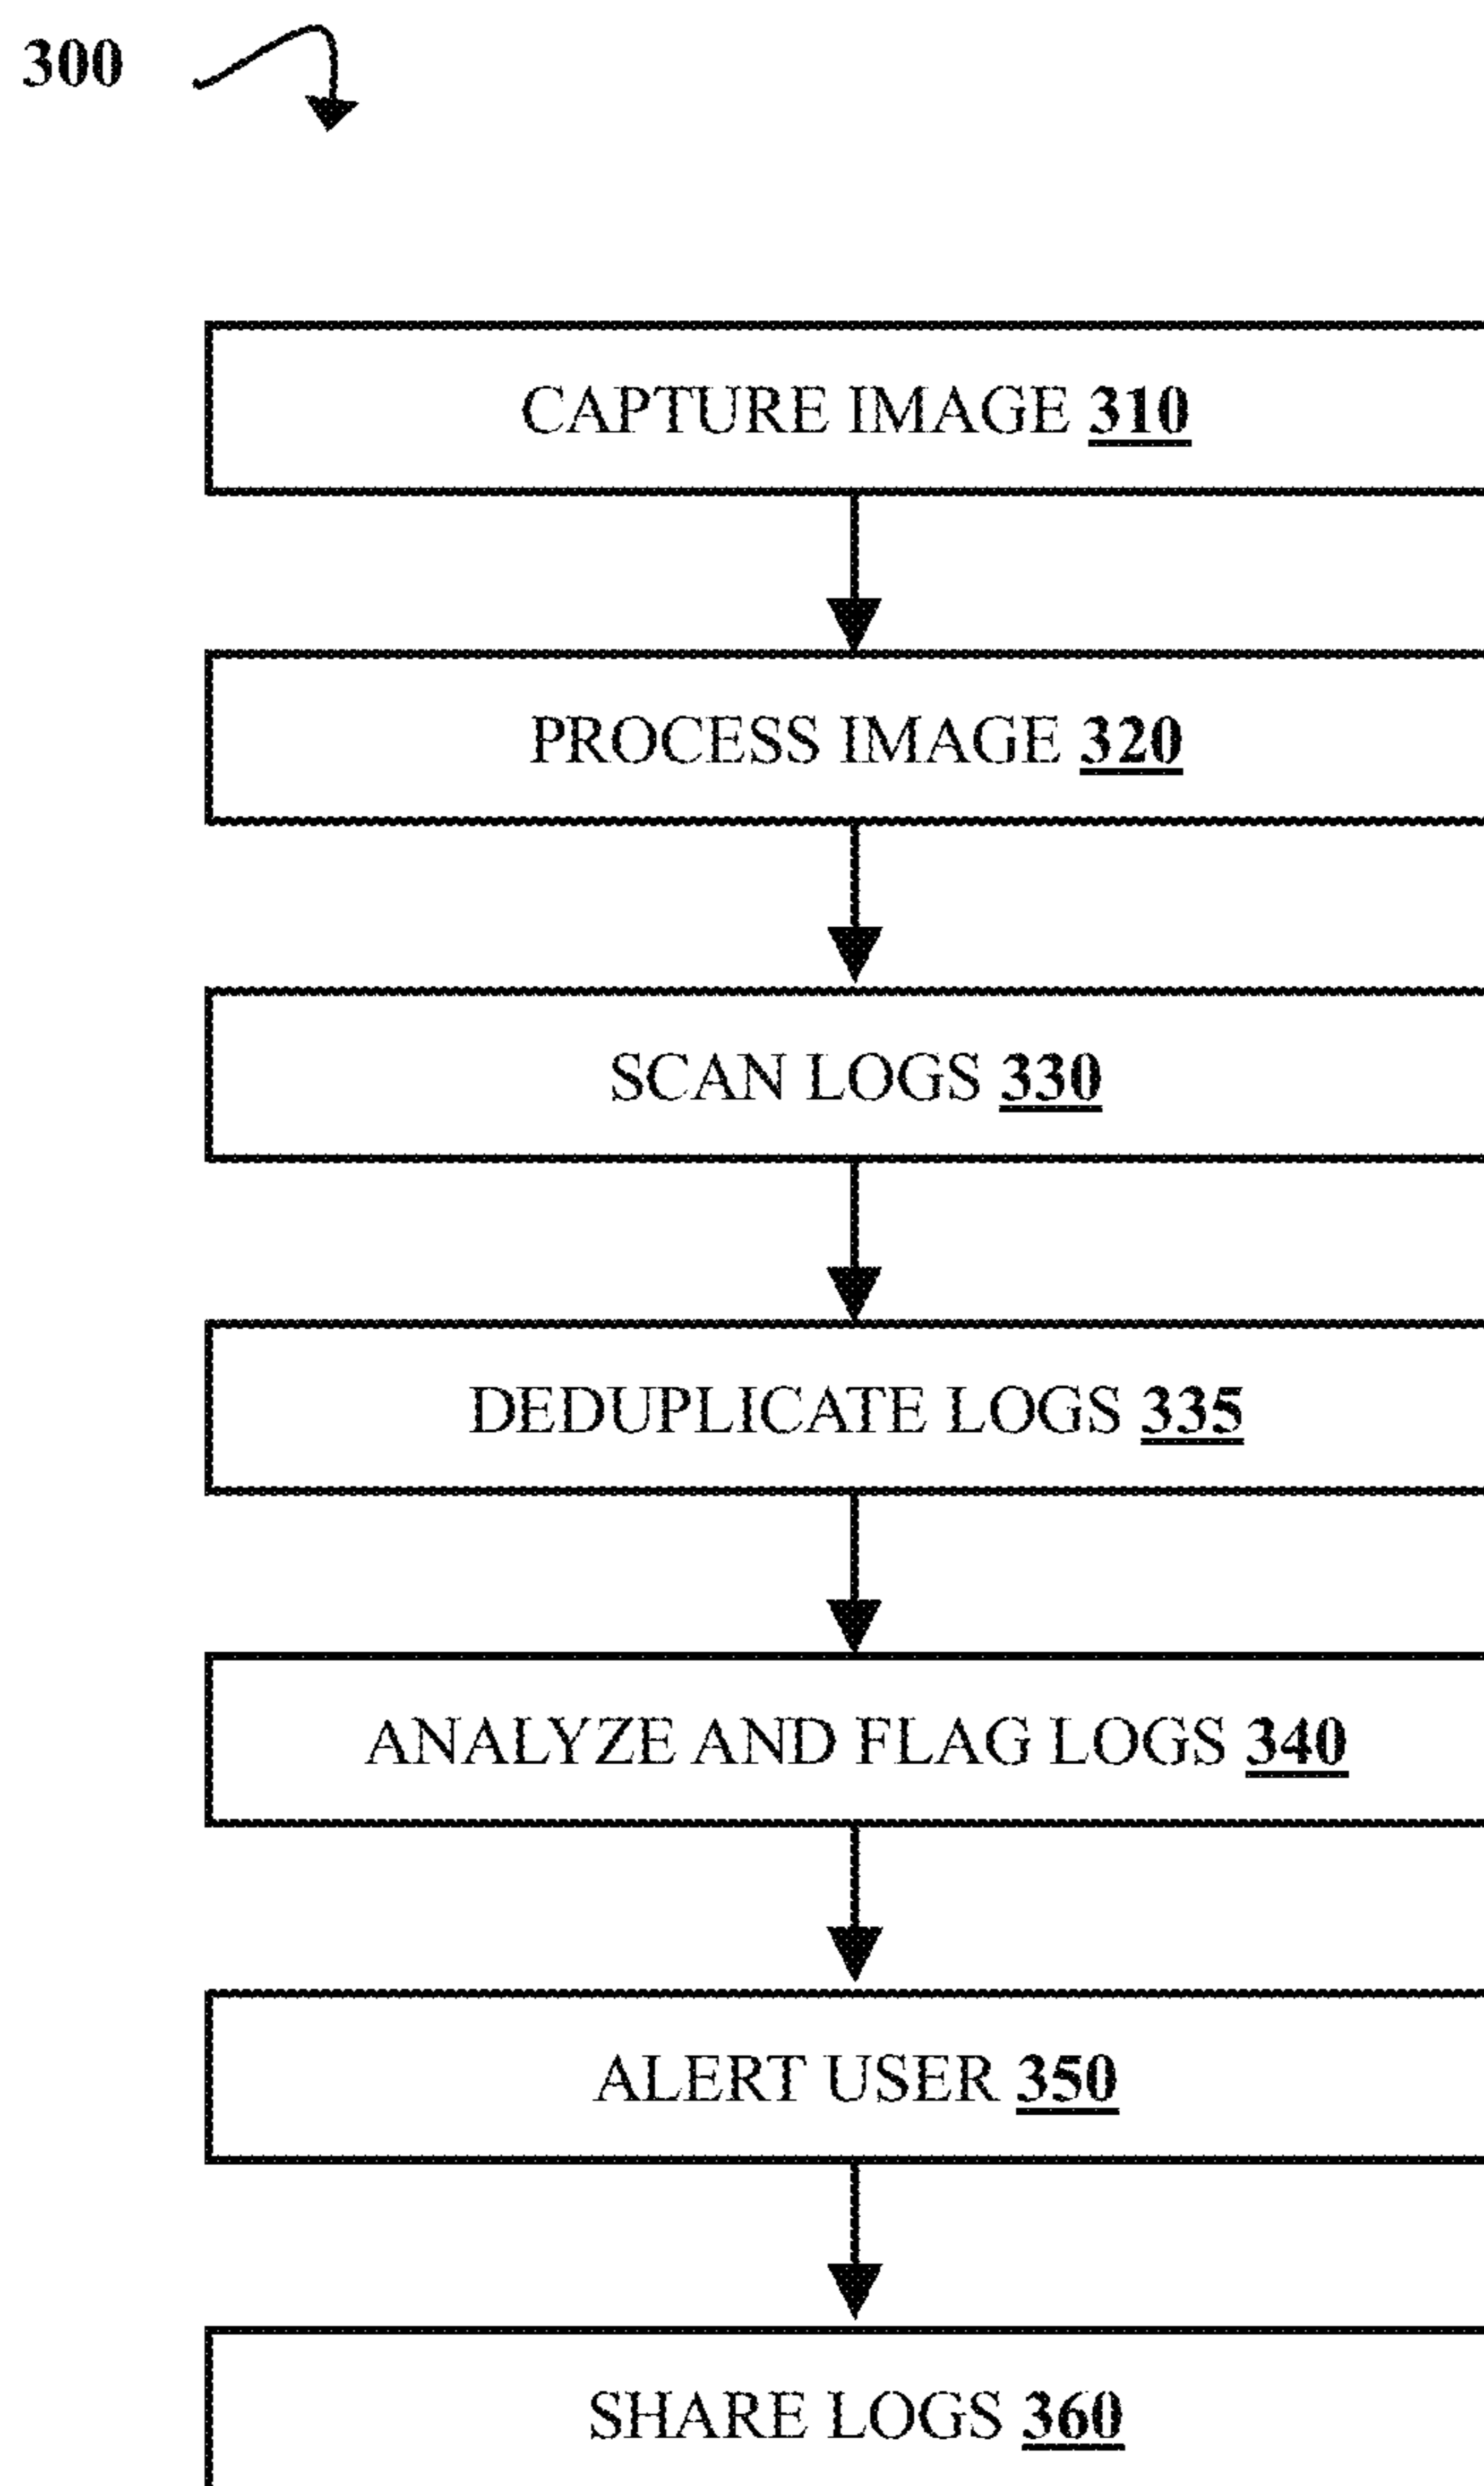 300
CAPTURE IMAGE 310
PROCESS IMAGE 320
SCAN LOGS 330
DEDUPLICATE LOGS 335
ANALYZE AND FLAG LOGS 340
ALERT USER 350
SHARE LOGS 360